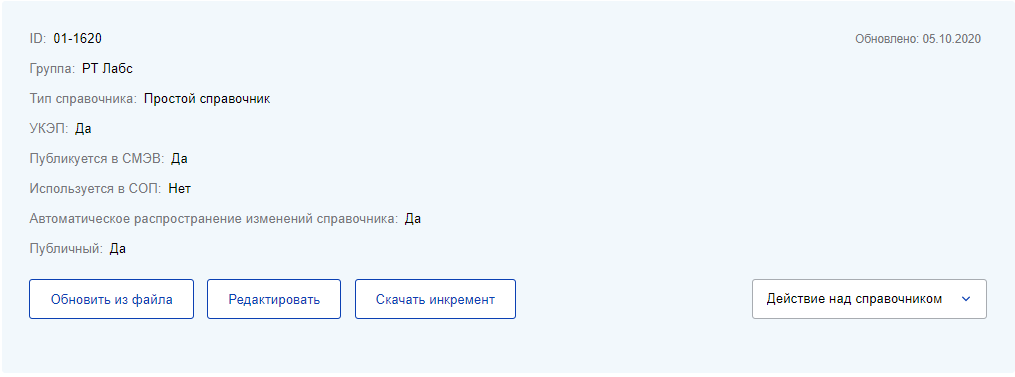 ID: 01-1620
Обновлено: 05.10.2020
Группа: РТ Лабс
Тип справочника: Простой справочник
УКЭП: Да
Публикуется в СМЭВ: Да
Используется в СОП: Нет
Автоматическое распространение изменений справочника: Да
Публичный: Да
Обновить из файла
Редактировать
Скачать инкремент
Действие над справочником